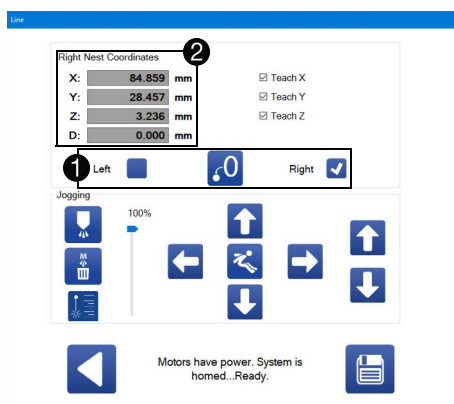 Line
Right Nest Coordinates
2
X: 84.859 mm
Teach X
Y: 28.457 mm
Teach Y
Z: 3.236 mm
Teach Z
D: 0.000 mm
1
Left
0
Right
Jogging
100%
M
Motors have power. System is
homed...Ready.